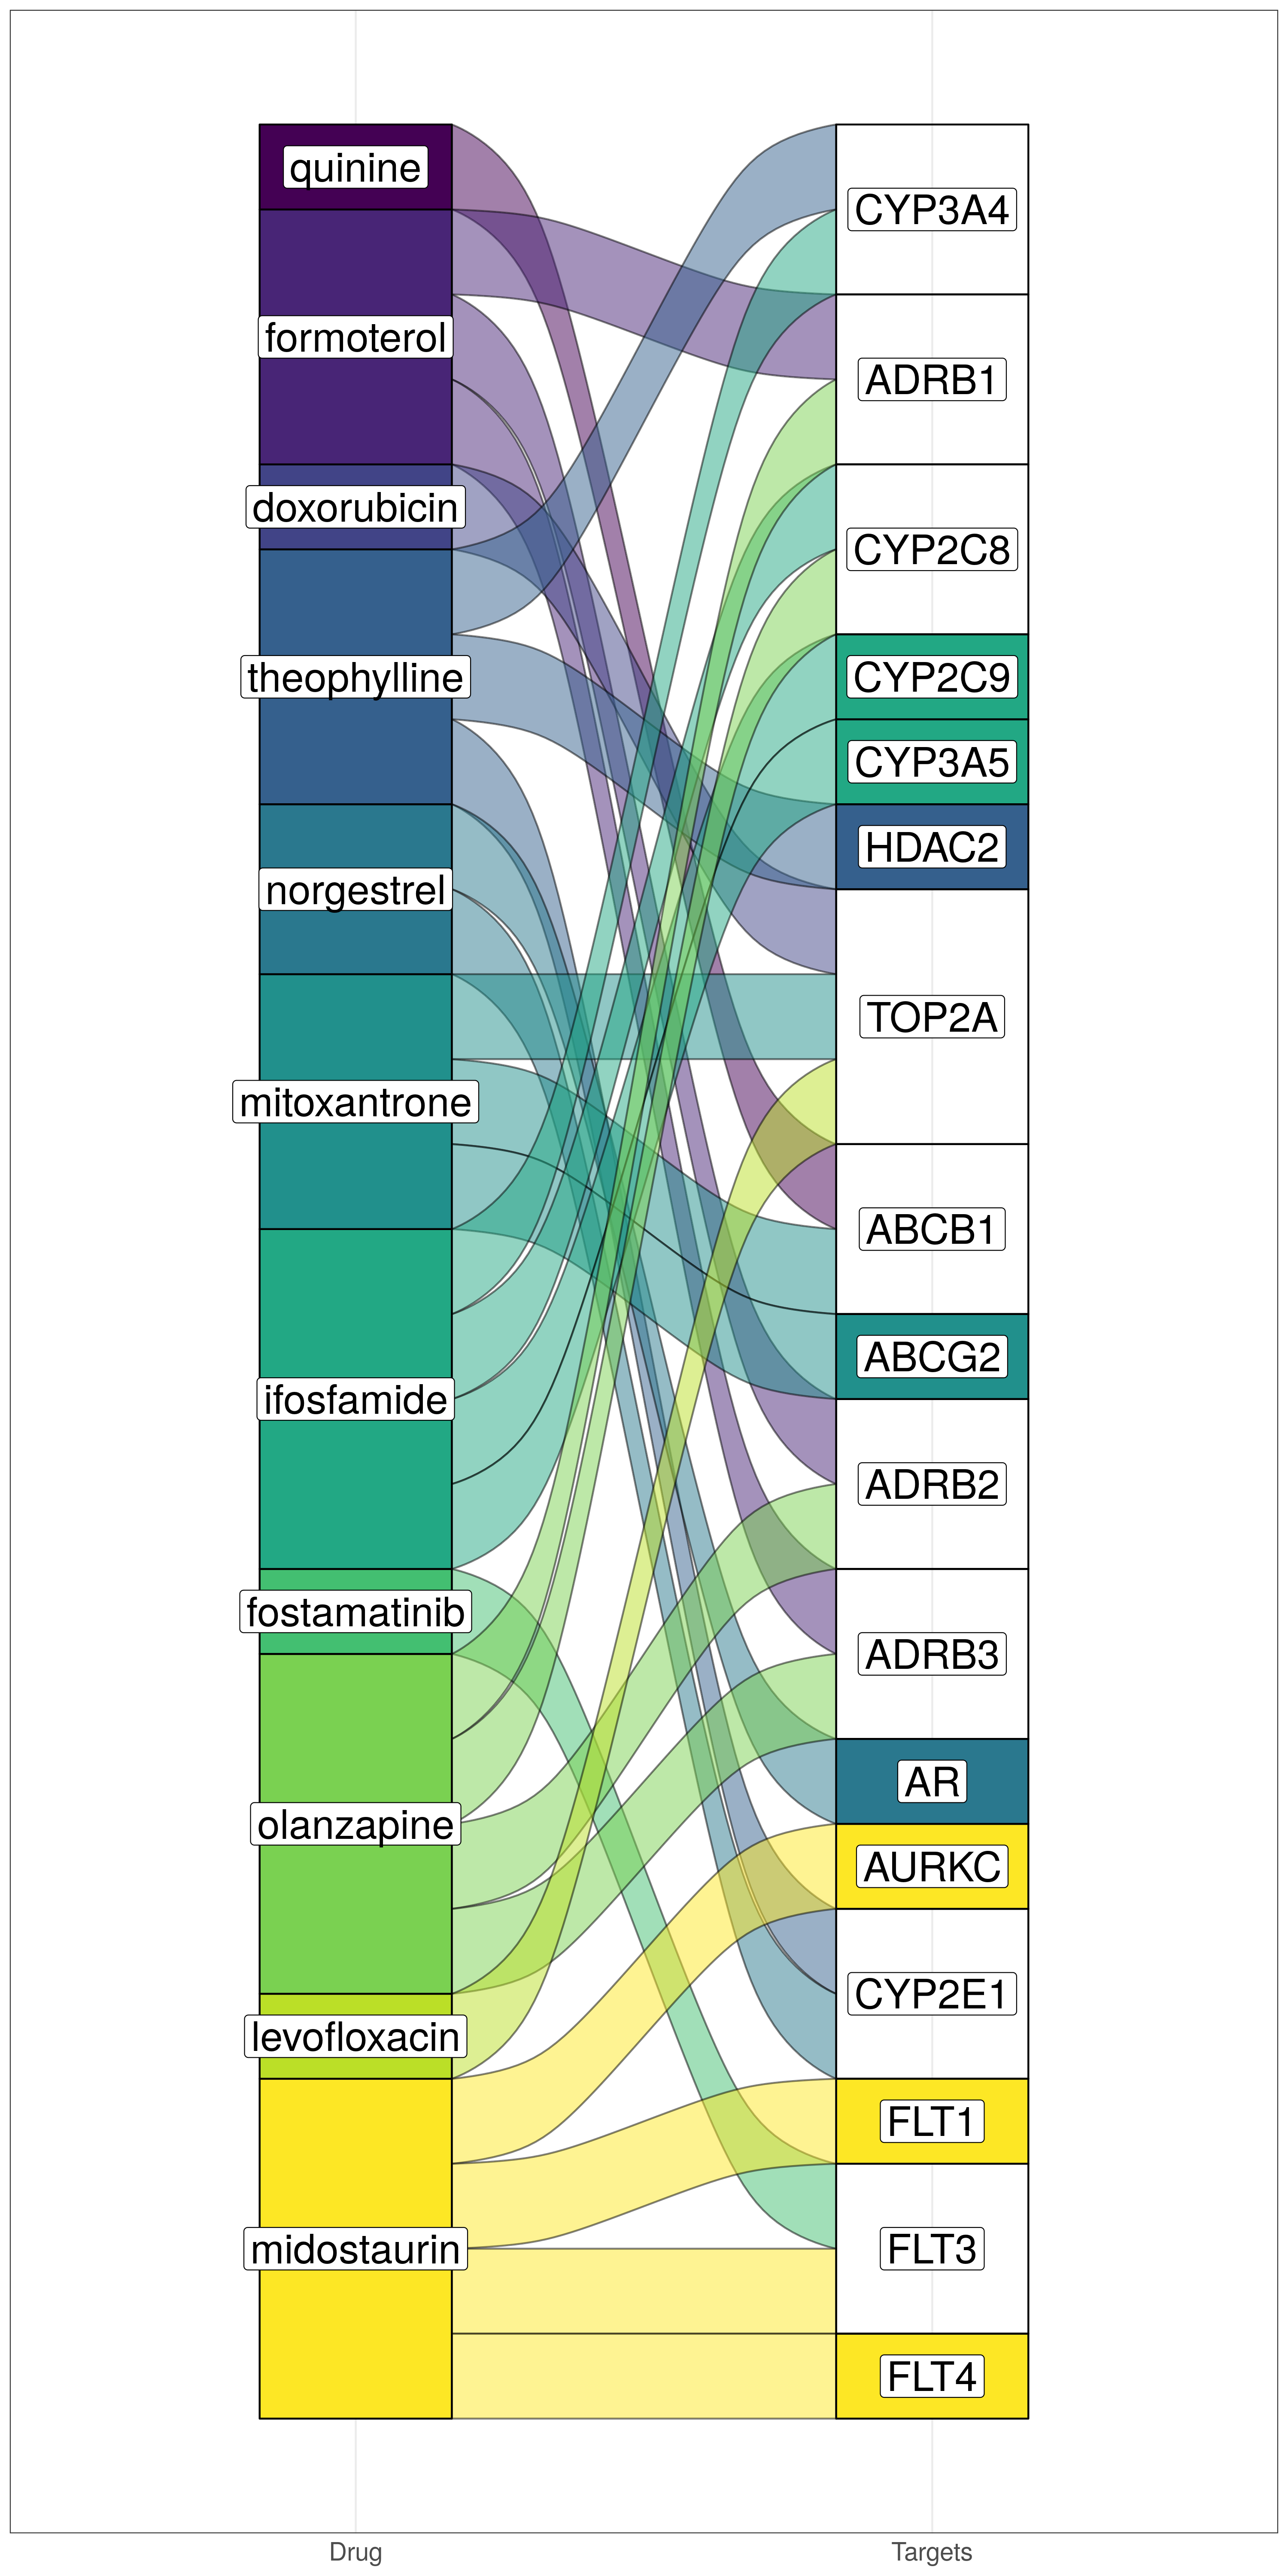 quinine
formoterol
doxorubicin
theophylline
norgestrel
mitoxantrone
ifosfamide
fostamatinib
olanzapine
levofloxacin
midostaurin
CYP3A4
ADRB1
CYP2C8
CYP2C9
CYP3A5
HDAC2
TOP2A
ABCB1
ABCG2
ADRB2
ADRB3
AR
AURKC
CYP2E1
FLT1
FLT3
FLT4
Drug
Targets